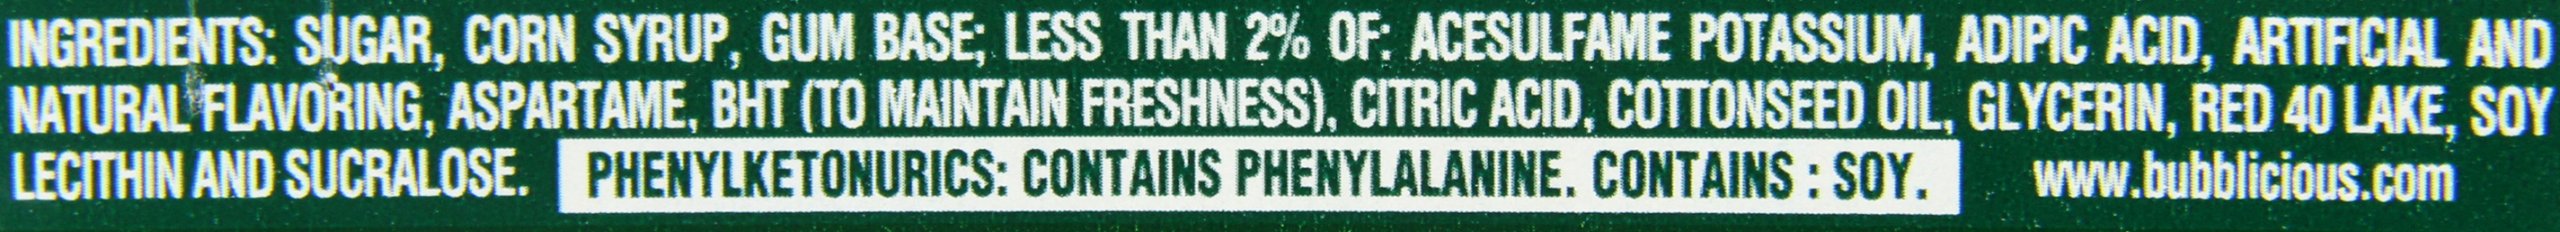 INGREDIENTS: SUGAR, CORN SYRUP, GUM BASE; LESS THAN 2% OF: ACESULFAME POTASSIUM, ADIPIC ACID, ARTIFICIAL AND
NATURAL FLAVORING, ASPARTAME, BHT (TO MAINTAIN FRESHNESS), CITRIC ACID, COTTONSEED OIL, GLYCERIN, RED 40 LAKE, SOY
LECITHIN AND SUCRALOSE. PHENYLKETONURICS: CONTAINS PHENYLALANINE. CONTAINS : SOY. www.bubblicious.com